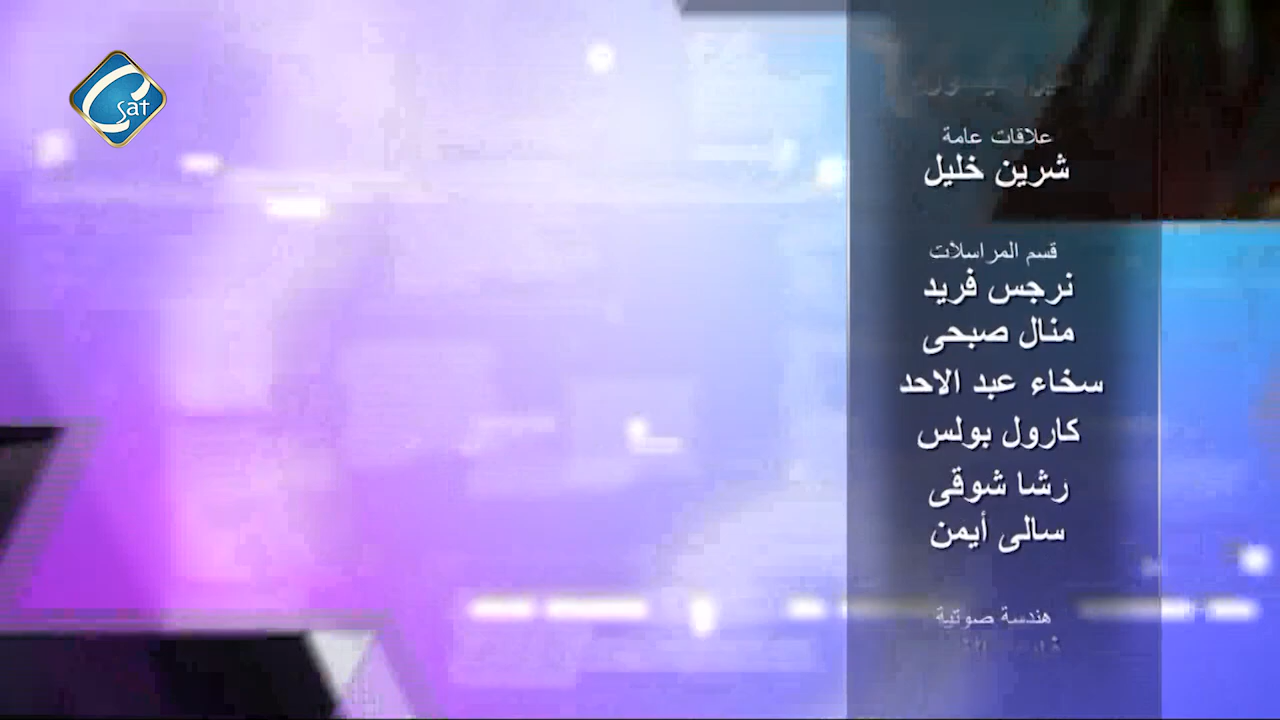 C sat
علاقات عامة
شرين خليل
قسم المراسلات
نرجس فريد
منال صبحى
سخاء عبد الاحد
كارول بولس
رشا شوقى
سالى أيمن
هندسة صوتية